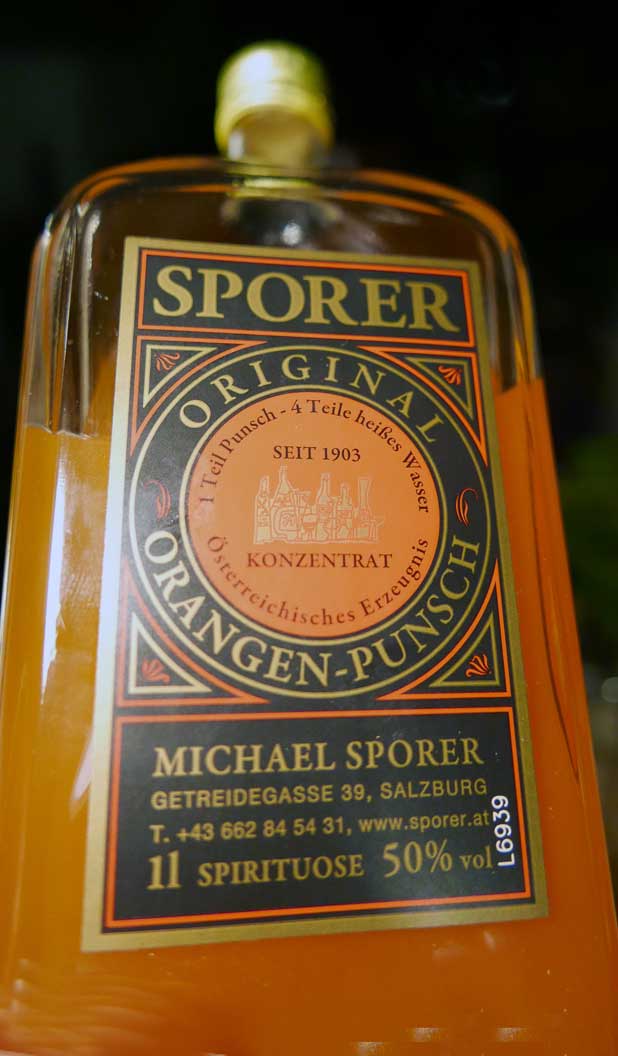 SPORER
ORIGINAL
1 Teil Punsch - 4 Teile heißes Wasser
SEIT 1903
KONZENTRAT
Österreichisches Erzeugnis
ORANGEN-PUNSCH
MICHAEL SPORER
GETREIDEGASSE 39, SALZBURG
T. +43 662 84 54 31, www.sporer.at
1l SPIRITUOSE 50% vol
L6939